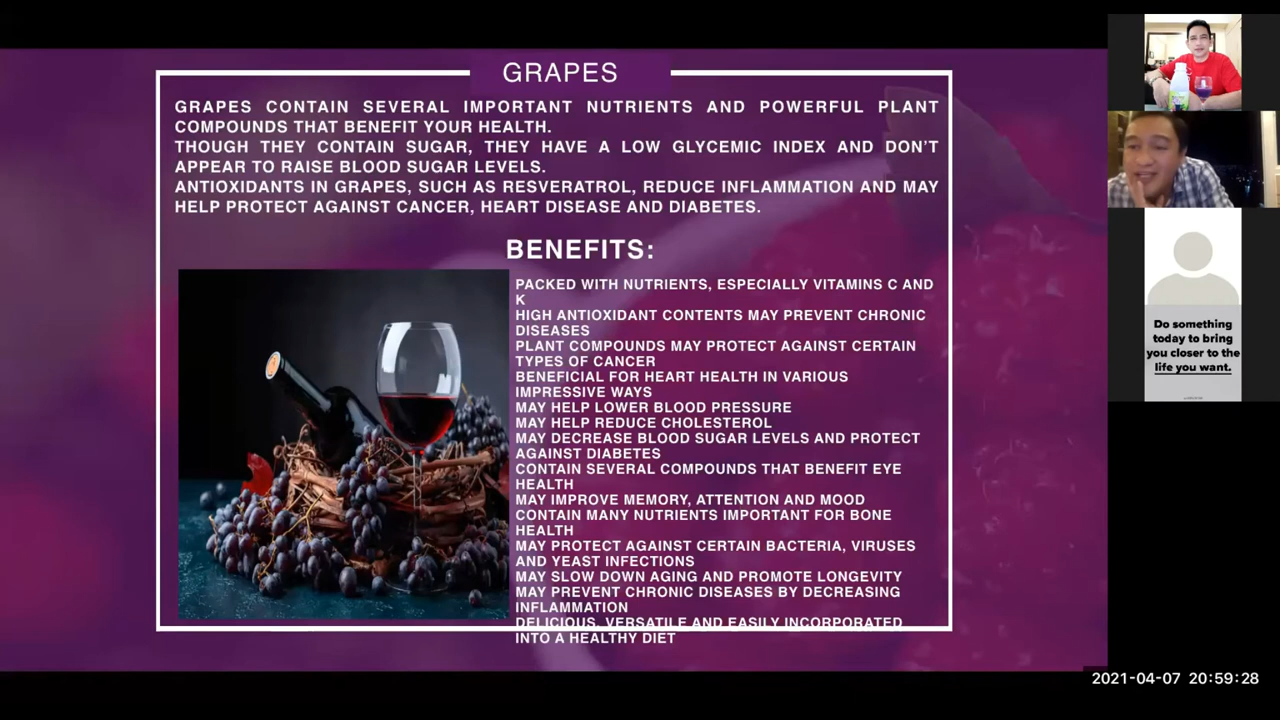 GRAPES
GRAPES CONTAIN SEVERAL IMPORTANT NUTRIENTS AND POWERFUL PLANT
COMPOUNDS THAT BENEFIT YOUR HEALTH.
THOUGH THEY CONTAIN SUGAR, THEY HAVE A LOW GLYCEMIC INDEX AND DON'T
APPEAR TO RAISE BLOOD SUGAR LEVELS.
ANTIOXIDANTS IN GRAPES, SUCH AS RESVERATROL, REDUCE INFLAMMATION AND MAY
HELP PROTECT AGAINST CANCER, HEART DISEASE AND DIABETES.
BENEFITS:
PACKED WITH NUTRIENTS, ESPECIALLY VITAMINS C AND
K
HIGH ANTIOXIDANT CONTENTS MAY PREVENT CHRONIC
DISEASES
PLANT COMPOUNDS MAY PROTECT AGAINST CERTAIN
TYPES OF CANCER
BENEFICIAL FOR HEART HEALTH IN VARIOUS
IMPRESSIVE WAYS
MAY HELP LOWER BLOOD PRESSURE
MAY HELP REDUCE CHOLESTEROL
MAY DECREASE BLOOD SUGAR LEVELS AND PROTECT
AGAINST DIABETES
CONTAIN SEVERAL COMPOUNDS THAT BENEFIT EYE
HEALTH
MAY IMPROVE MEMORY, ATTENTION AND MOOD
CONTAIN MANY NUTRIENTS IMPORTANT FOR BONE
HEALTH
MAY PROTECT AGAINST CERTAIN BACTERIA, VIRUSES
AND YEAST INFECTIONS
MAY SLOW DOWN AGING AND PROMOTE LONGEVITY
MAY PREVENT CHRONIC DISEASES BY DECREASING
INFLAMMATION
DELICIOUS, VERSATILE AND EASILY INCORPORATED
INTO A HEALTHY DIET
Do something
today to bring
you closer to the
life you want.
2021-04-07 20:59:28